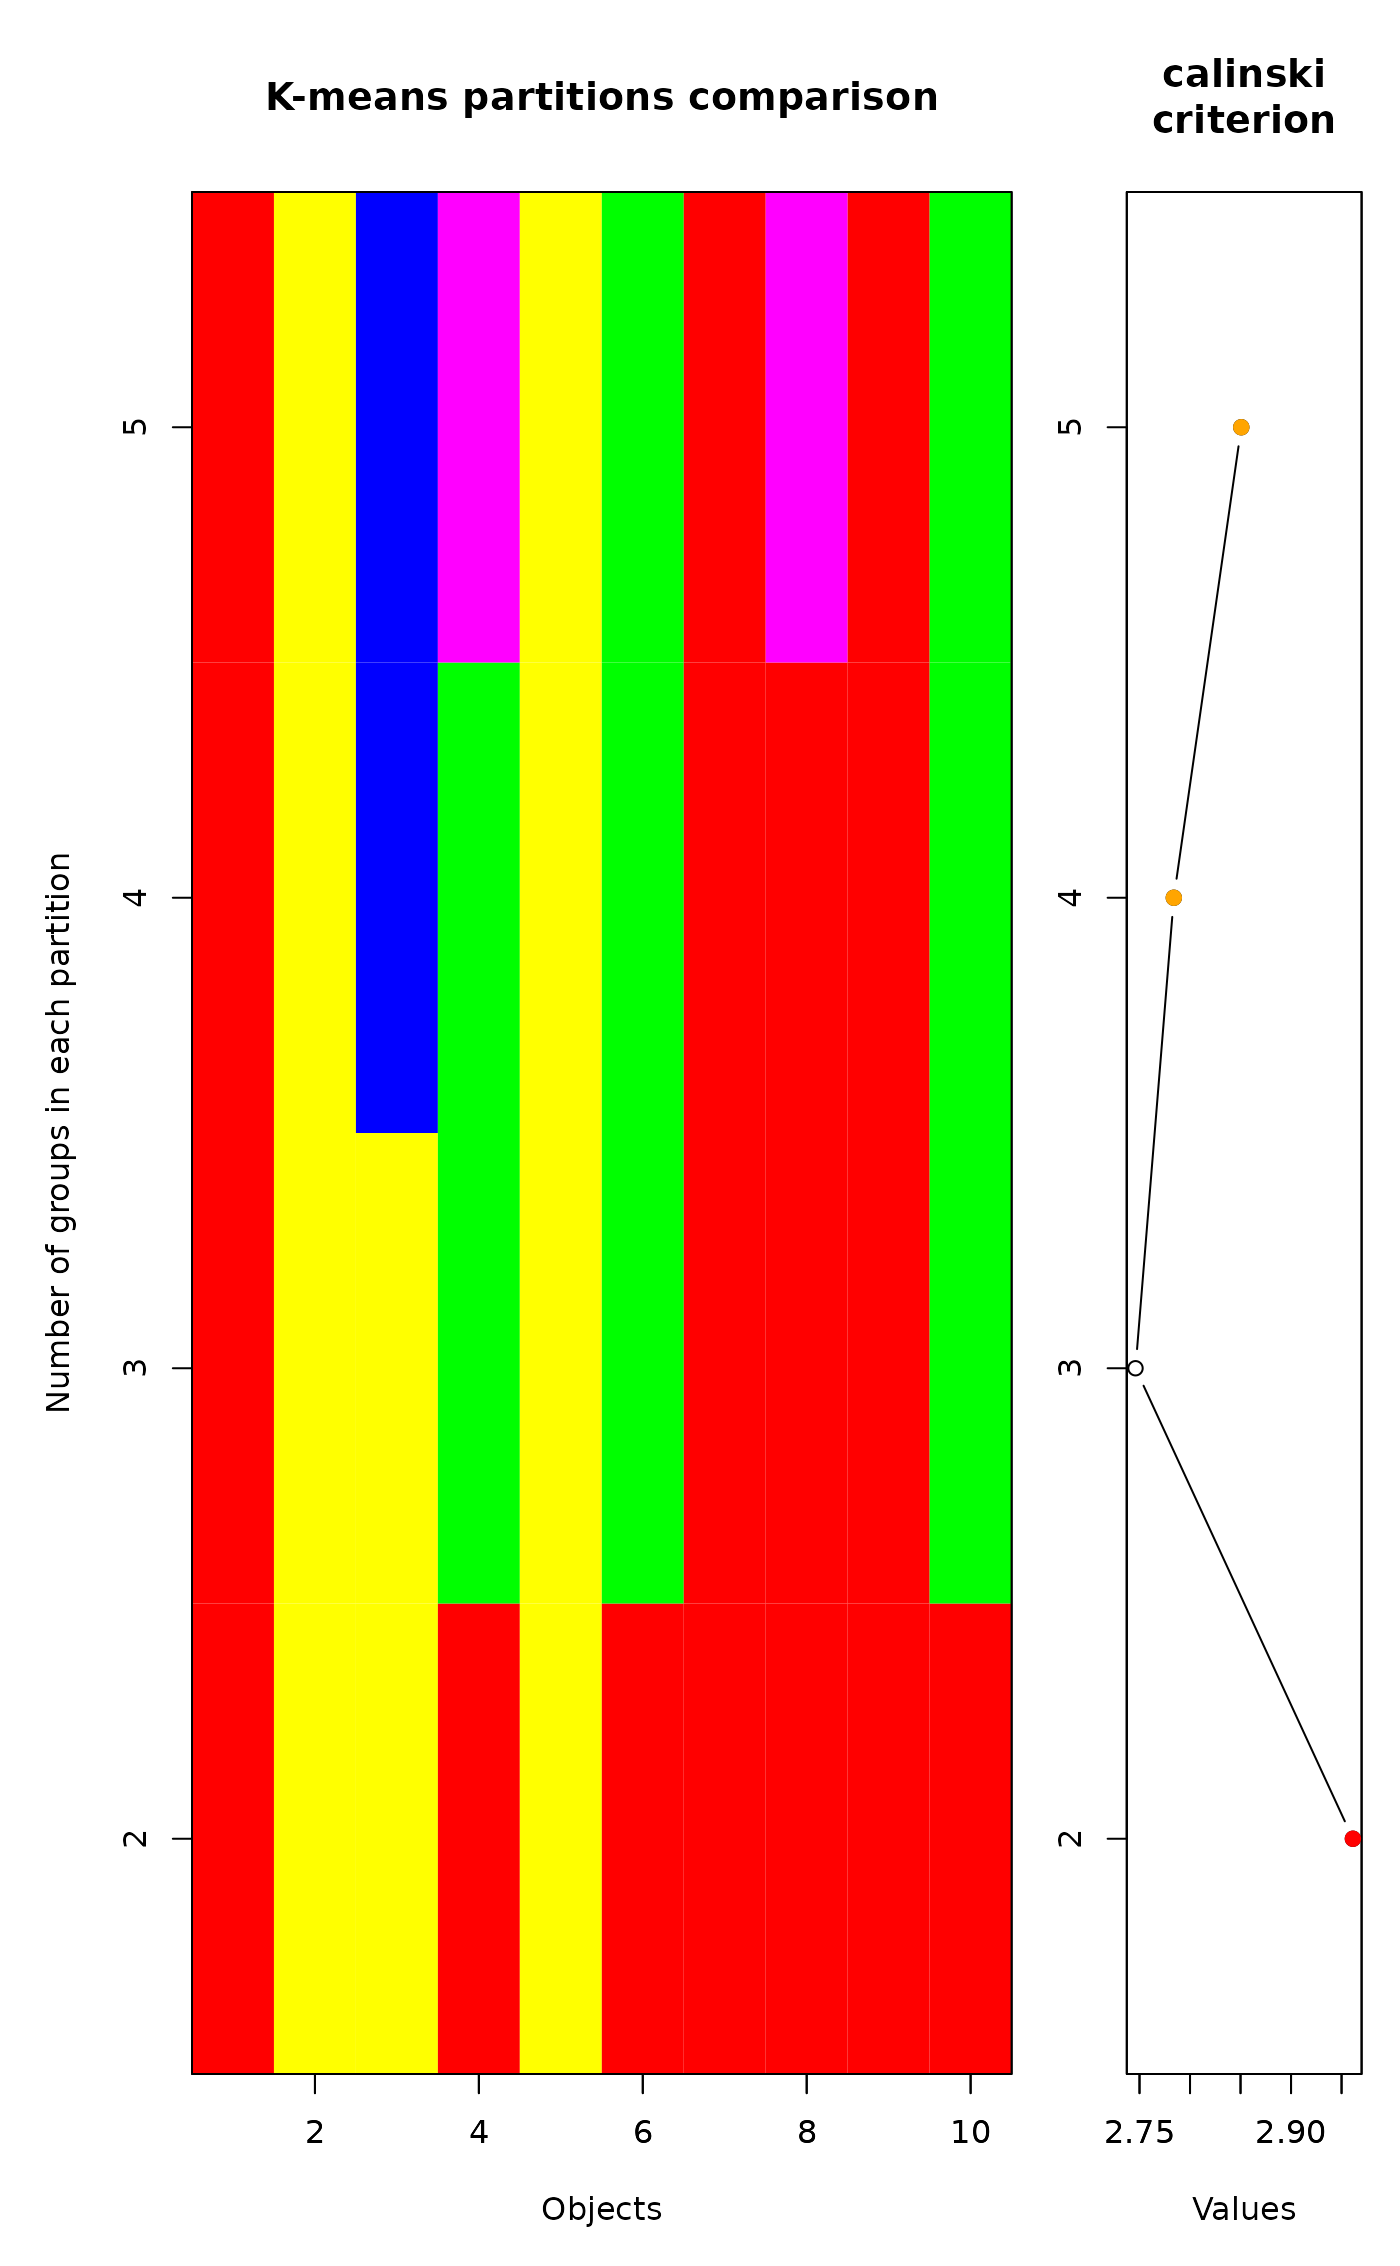 K-means partitions comparison
calinski
criterion
Number of groups in each partition
5
4
3
2
2 4 6 8 10
Objects
5
4
3
2
2.75 2.90
Values